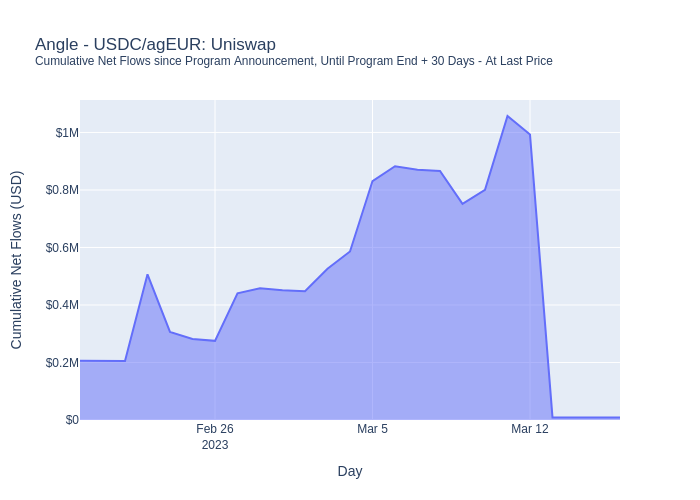 Angle - USDC/agEUR: Uniswap
Cumulative Net Flows since Program Announcement, Until Program End + 30 Days - At Last Price
Cumulative Net Flows (USD)
$1M
$0.8M
$0.6M
$0.4M
$0.2M
$0
Feb 26
2023
Mar 5
Mar 12
Day